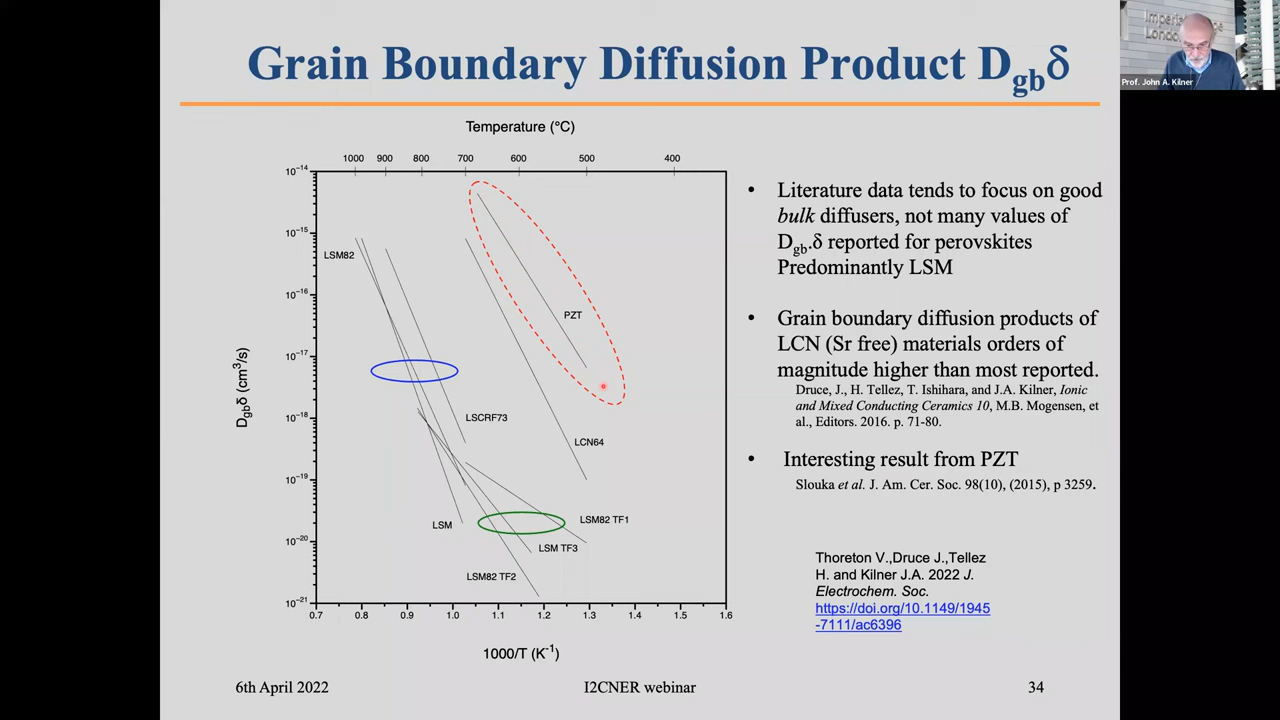 Grain Boundary Diffusion Product Dgbδ
Imperial
London
Prof. John A. Kilner
Temperature (°C)
1000 900 800 700 600 500 400
10⁻¹⁴
10⁻¹⁵
10⁻¹⁶
10⁻¹⁷
10⁻¹⁸
10⁻¹⁹
10⁻²⁰
10⁻²¹
Dgbδ (cm³/s)
LSM82
PZT
LSCRF73
LCN64
LSM
LSM82 TF1
LSM TF3
LSM82 TF2
0.7 0.8 0.9 1.0 1.1 1.2 1.3 1.4 1.5 1.6
1000/T (K⁻¹)
• Literature data tends to focus on good
bulk diffusers, not many values of
Dgb.δ reported for perovskites
Predominantly LSM
• Grain boundary diffusion products of
LCN (Sr free) materials orders of
magnitude higher than most reported.
Druce, J., H. Tellez, T. Ishihara, and J.A. Kilner, Ionic
and Mixed Conducting Ceramics 10, M.B. Mogensen, et
al., Editors. 2016. p. 71-80.
• Interesting result from PZT
Slouka et al. J. Am. Cer. Soc. 98(10), (2015), p 3259.
Thoreton V.,Druce J.,Tellez
H. and Kilner J.A. 2022 J.
Electrochem. Soc.
https://doi.org/10.1149/1945
-7111/ac6396
6th April 2022
I2CNER webinar
34